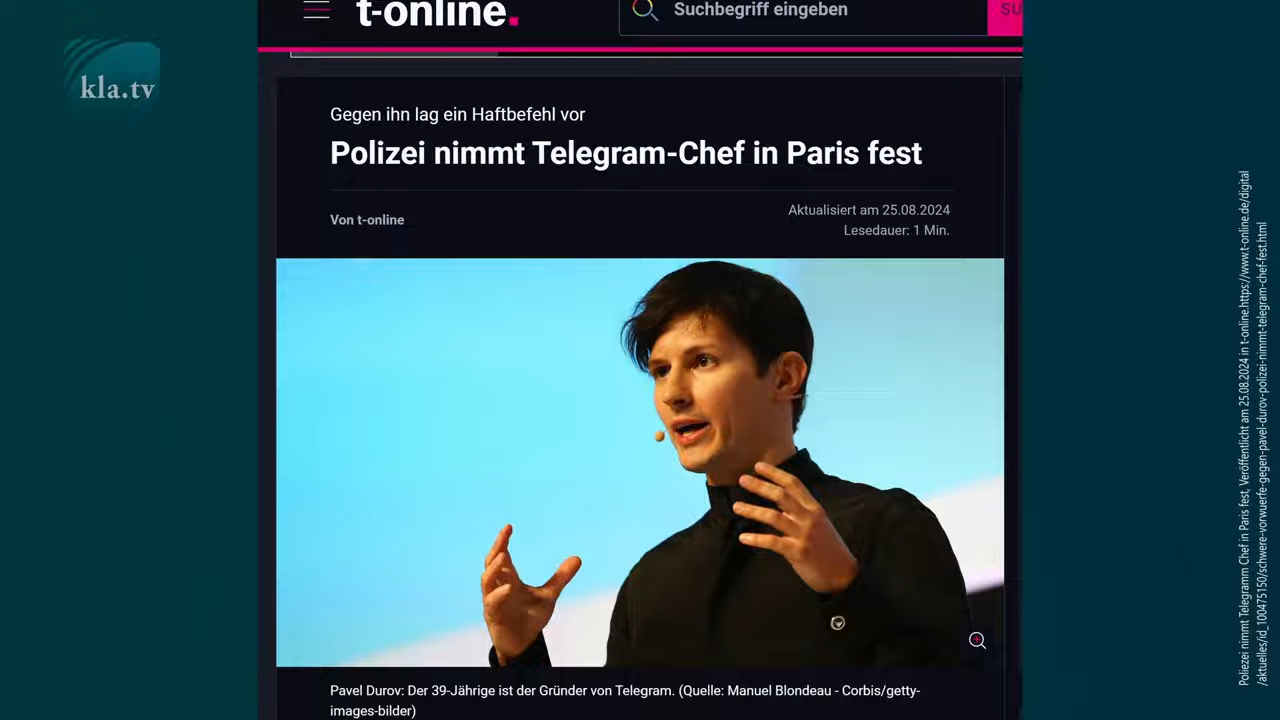 kla.tv
t-online.
Suchbegriff eingeben
SU
Gegen ihn lag ein Haftbefehl vor
Polizei nimmt Telegram-Chef in Paris fest
Von t-online
Aktualisiert am 25.08.2024
Lesedauer: 1 Min.
Pavel Durov: Der 39-Jährige ist der Gründer von Telegram. (Quelle: Manuel Blondeau - Corbis/getty-
images-bilder)
Poliezei nimmt Telegramm Chef in Paris fest, Veröffentlicht am 25.08.2024 in t-online.https://www.t-online.de/digital
/aktuelles/id_100475150/schwere-vorwuerfe-gegen-pavel-durov-polizei-nimmt-telegram-chef-fest.html